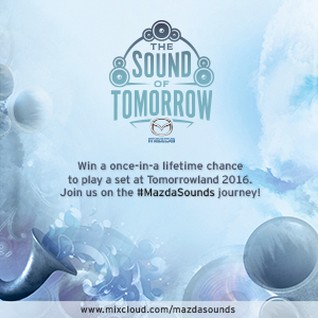 THE
SOUND
OF
TOMORROW
mazda
Win a once-in-a lifetime chance
to play a set at Tomorrowland 2016.
Join us on the #MazdaSounds journey!
www.mixcloud.com/mazdasounds